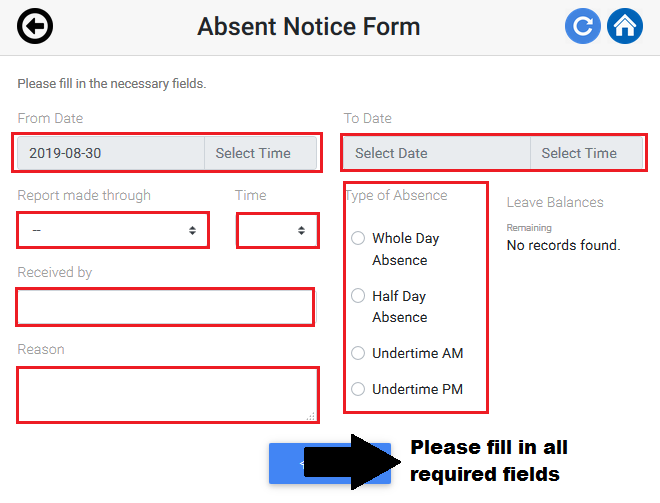 Absent Notice Form
Please fill in the necessary fields.
From Date
To Date
2019-08-30
Select Time
Select Date
Select Time
Report made through
Time
--
Type of Absence
Whole Day
Absence
Half Day
Absence
Undertime AM
Undertime PM
Leave Balances
Remaining
No records found.
Received by
Reason
Please fill in all
required fields